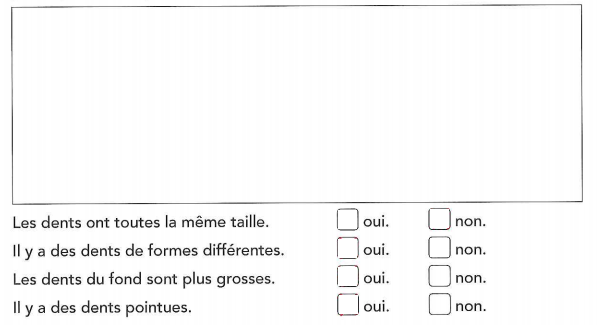 Les dents ont toutes la même taille. oui. non.
Il y a des dents de formes différentes. oui. non.
Les dents du fond sont plus grosses. oui. non.
Il y a des dents pointues. oui. non.